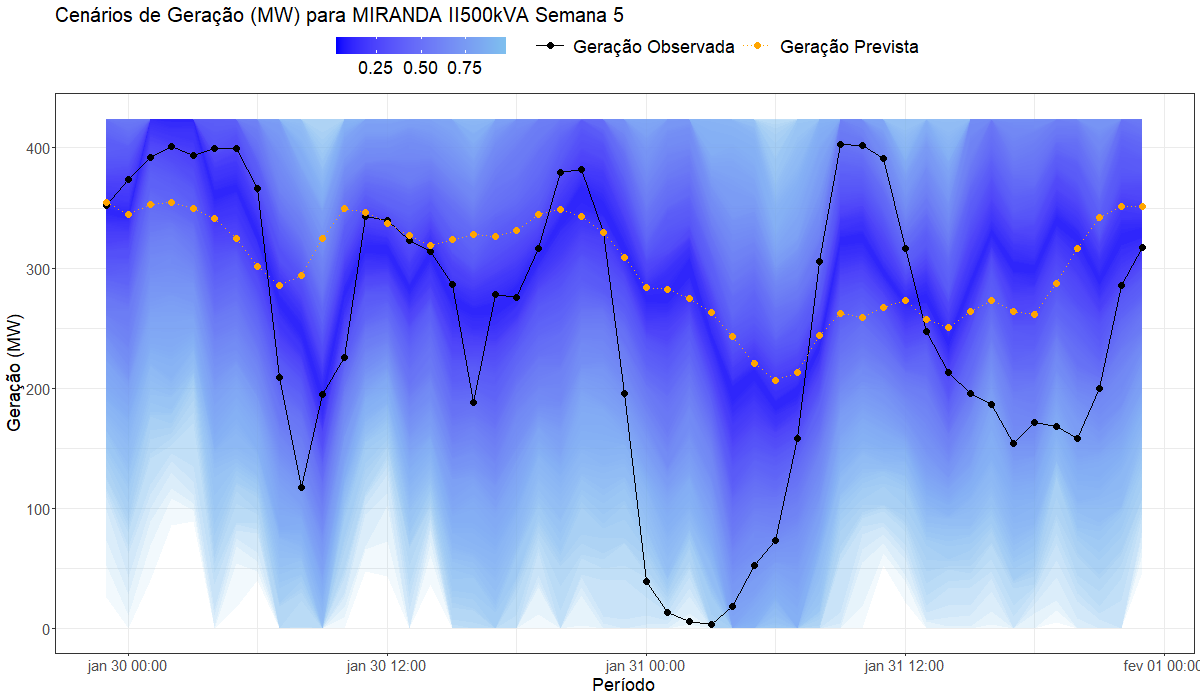 Cenários de Geração (MW) para MIRANDA II500kVA Semana 5
0.25 0.50 0.75
Geração Observada
Geração Prevista
Geração (MW)
400
300
200
100
0
jan 30 00:00
jan 30 12:00
jan 31 00:00
jan 31 12:00
fev 01 00:00
Período